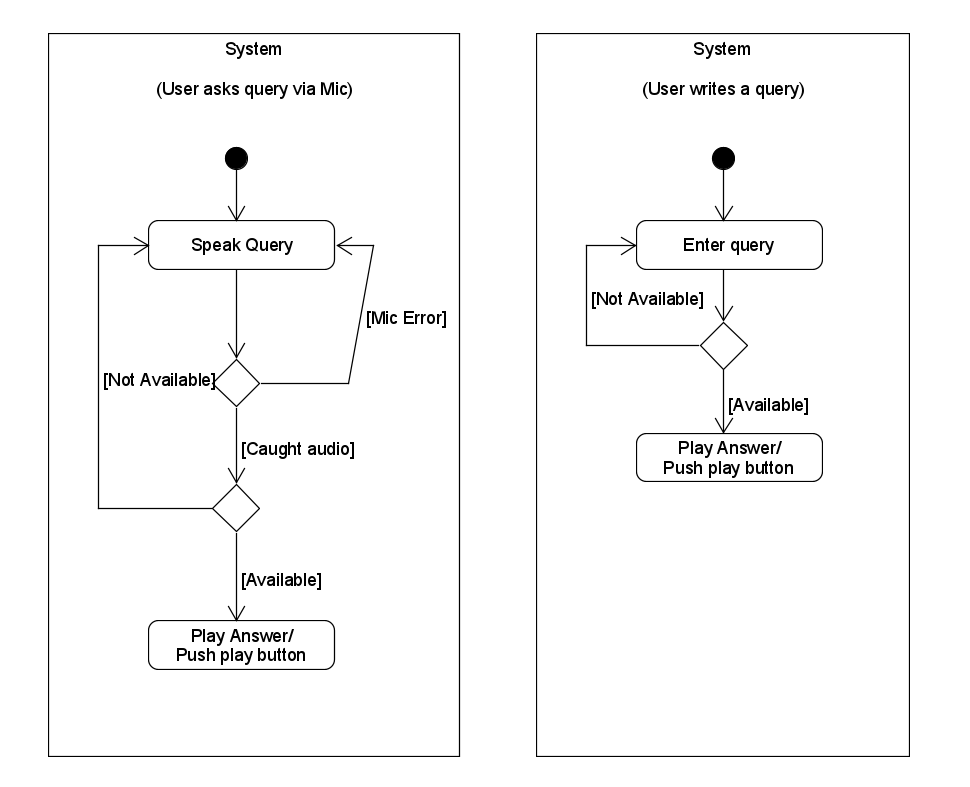 System
(User asks query via Mic)
Speak Query
[Mic Error]
[Not Available]
[Caught audio]
[Available]
Play Answer/
Push play button
System
(User writes a query)
Enter query
[Not Available]
[Available]
Play Answer/
Push play button